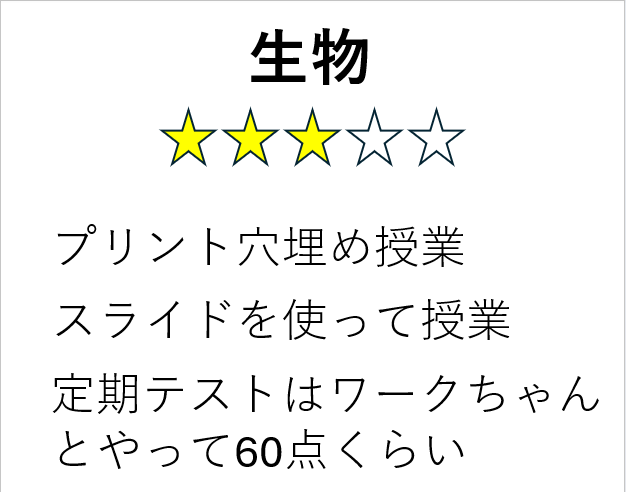 生物
★★★☆☆
プリント穴埋め授業
スライドを使って授業
定期テストはワークちゃん
とやって60点くらい